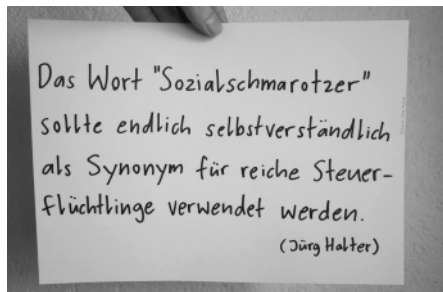 Das Wort "Sozialschmarotzer"
sollte endlich selbstverständlich
als Synonym für reiche Steuer-
flüchtlinge verwendet werden.
(Jürg Halter)